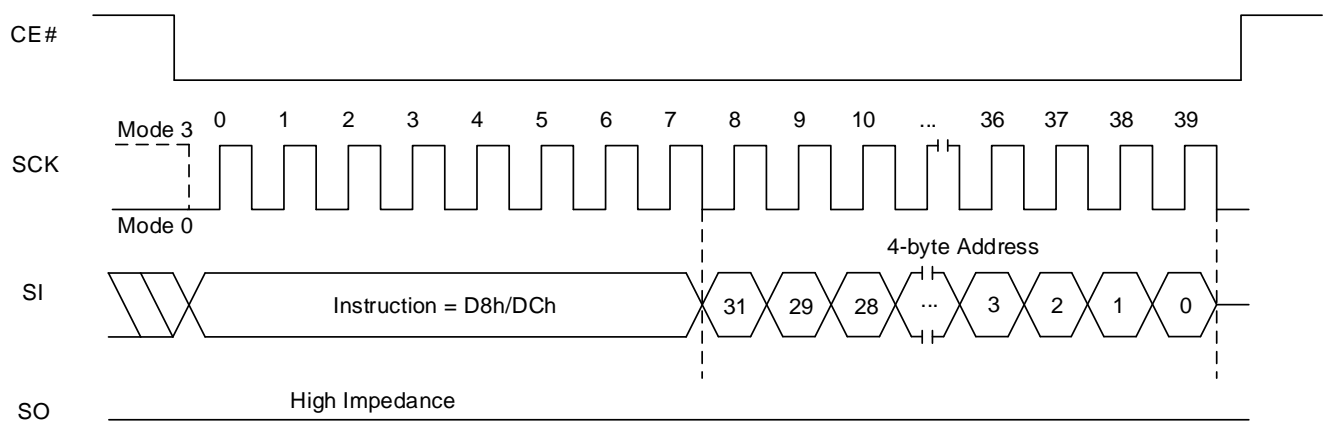 CE#
0 1 2 3 4 5 6 7 8 9 10 ... 36 37 38 39
Mode 3
SCK
Mode 0
4-byte Address
SI
Instruction = D8h/DCh 31 29 28 ... 3 2 1 0
High Impedance
SO